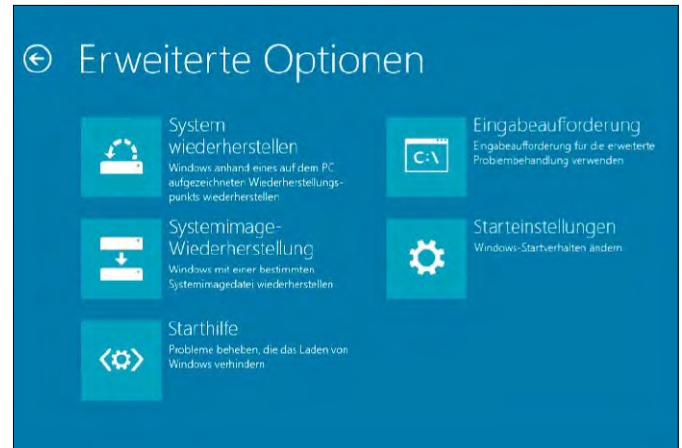 Erweiterte Optionen
System
wiederherstellen
Windows anhand eines auf dem PC
aufgezeichneten Wiederherstellungs-
punkts wiederherstellen
Systemimage-
Wiederherstellung
Windows mit einer bestimmten
Systemimagedatei wiederherstellen
Starthilfe
Probleme beheben, die das Laden von
Windows verhindern
C:\
Eingabeaufforderung
Eingabeaufforderung für die erweiterte
Problembehandlung verwenden
Starteinstellungen
Windows-Startverhalten ändern